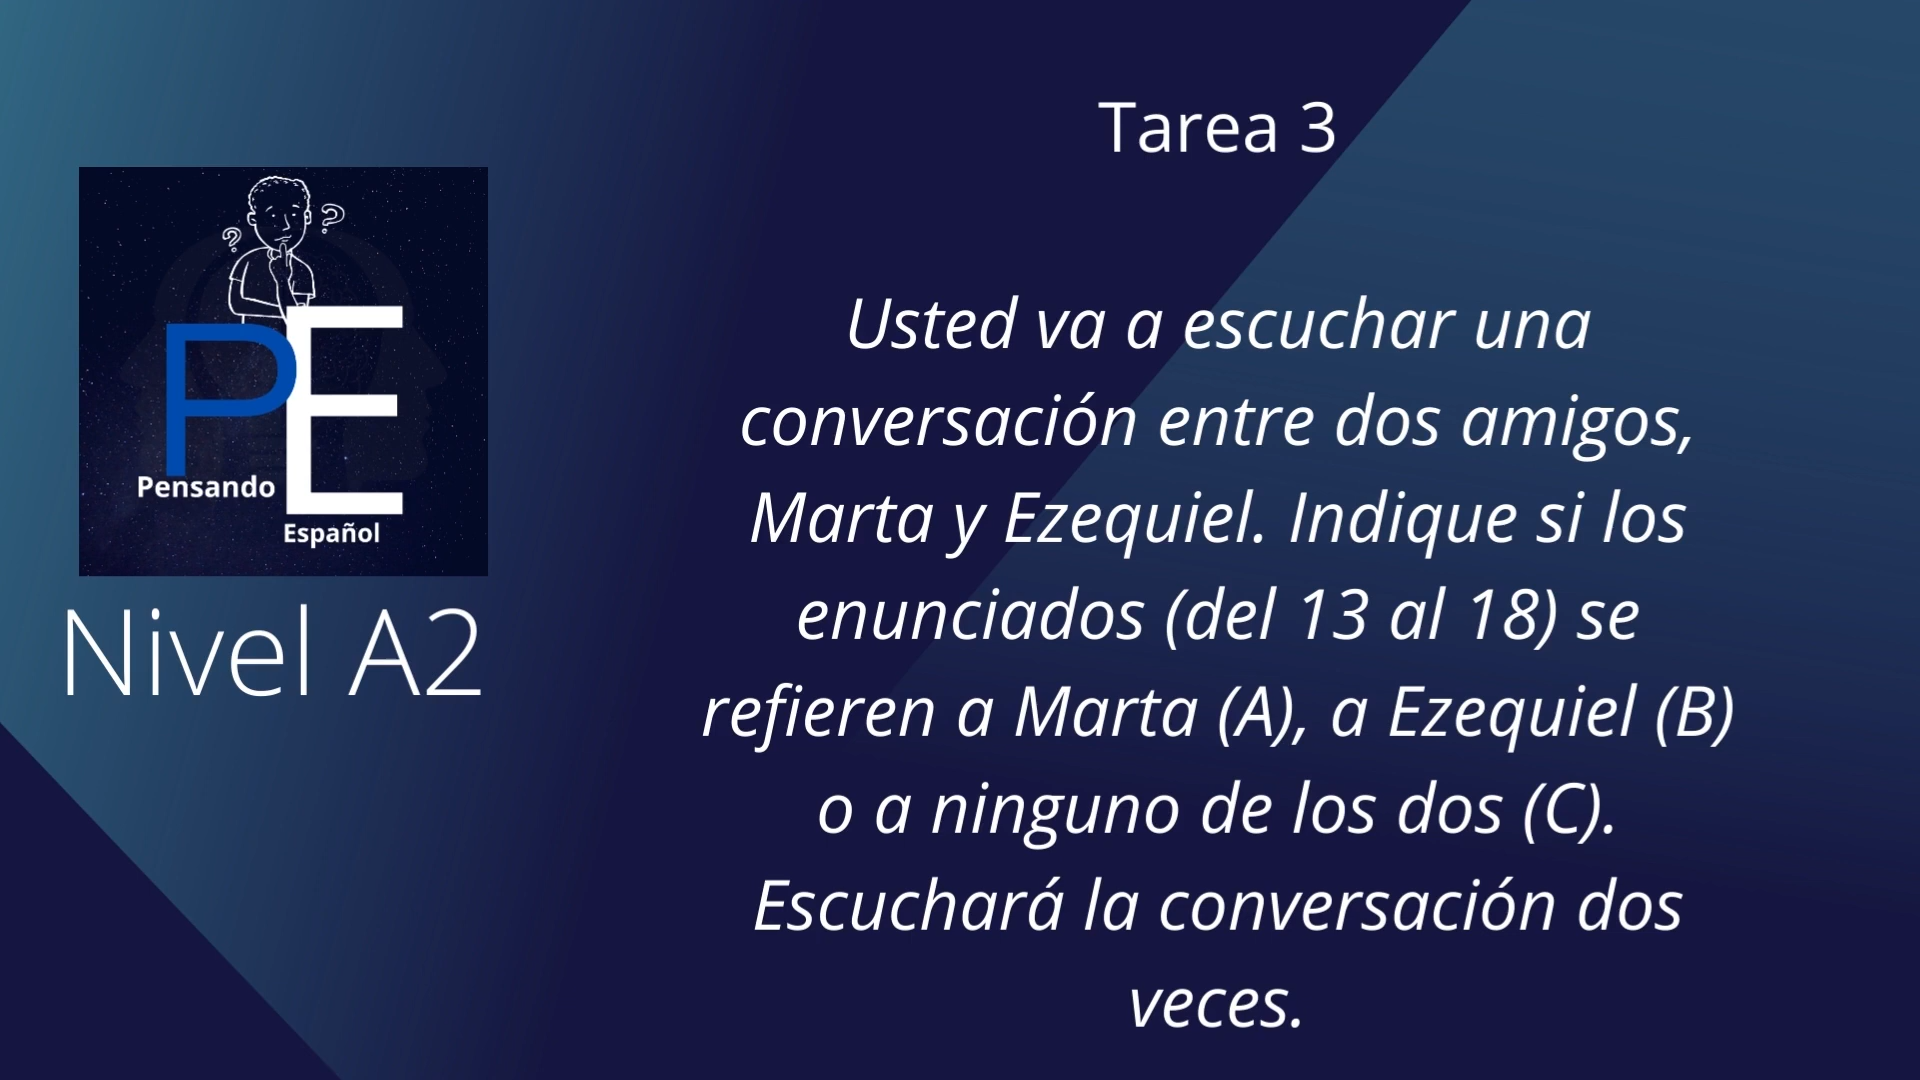 Tarea 3
? ?
PE
Pensando
Español
Nivel A2
Usted va a escuchar una
conversación entre dos amigos,
Marta y Ezequiel. Indique si los
enunciados (del 13 al 18) se
refieren a Marta (A), a Ezequiel (B)
o a ninguno de los dos (C).
Escuchará la conversación dos
veces.